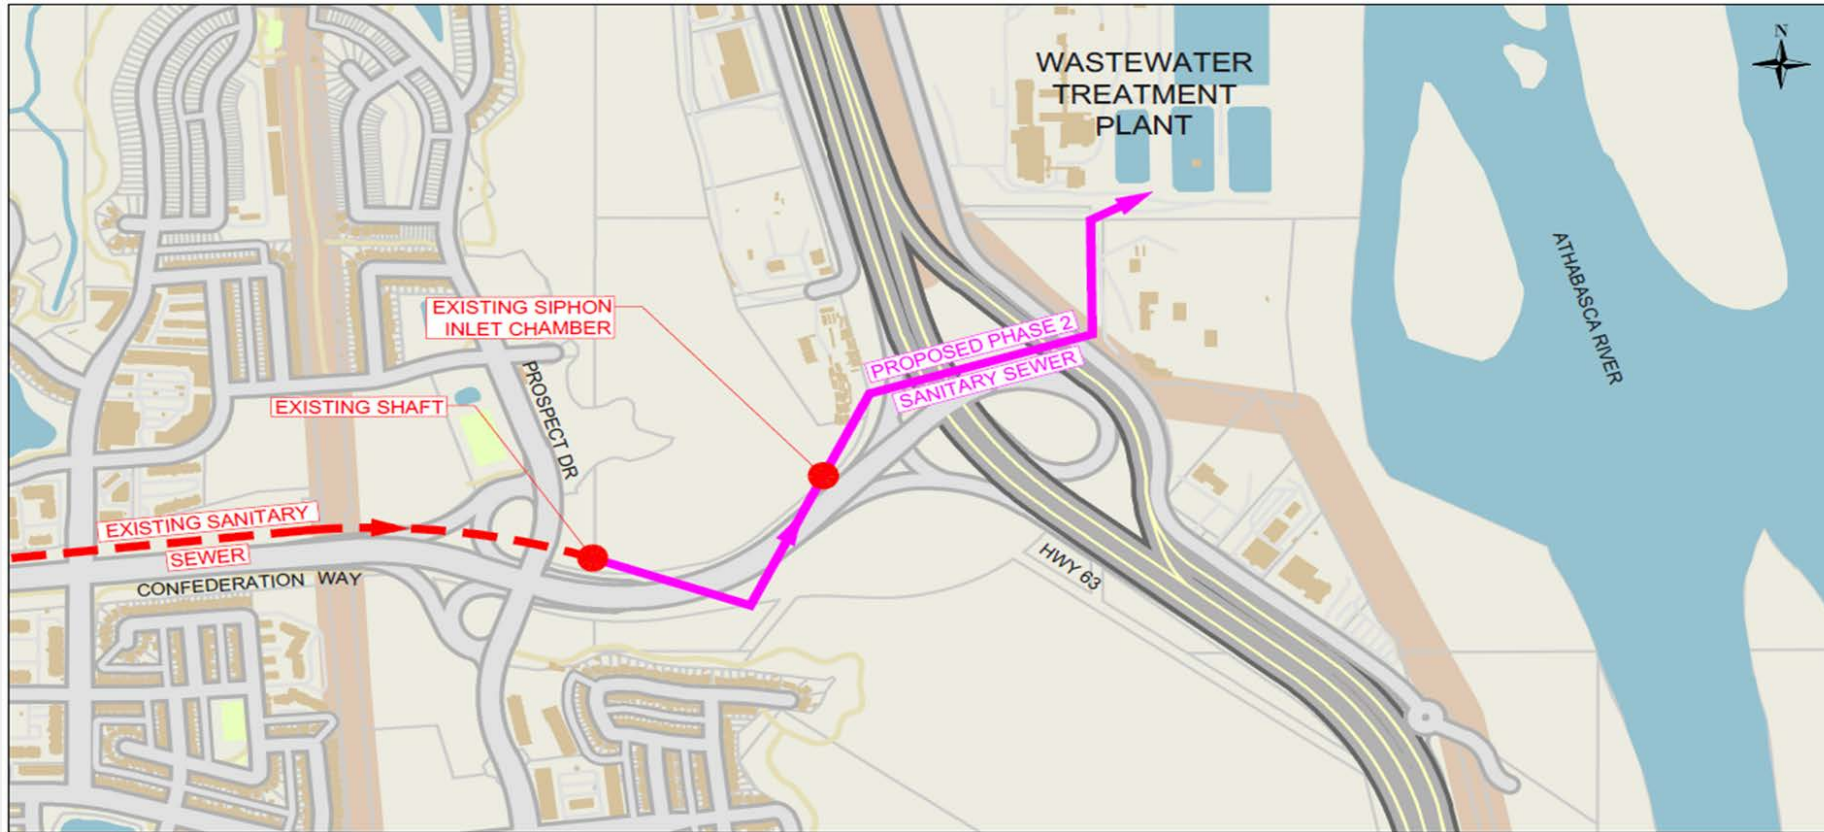 N
WASTEWATER
TREATMENT
PLANT
ATHABASCA RIVER
EXISTING SIPHON
INLET CHAMBER
PROPOSED PHASE 2
SANITARY SEWER
EXISTING SHAFT
PROSPECT DR
EXISTING SANITARY
SEWER
CONFEDERATION WAY
HWY 63